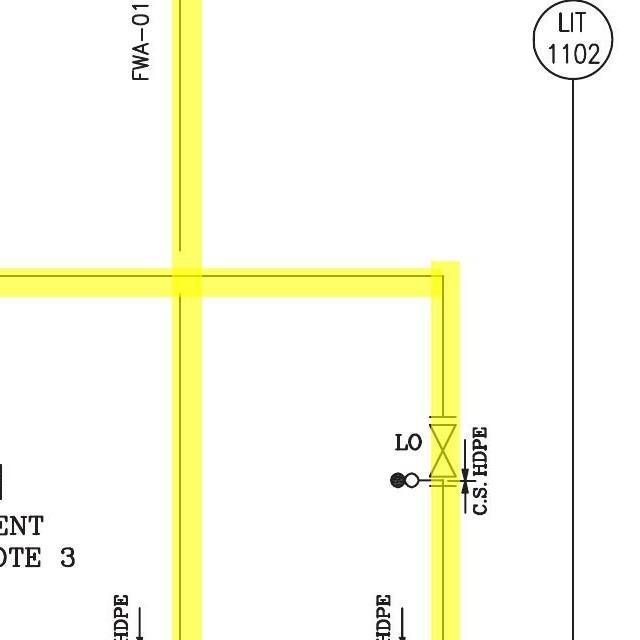 FWA-01
LIT
1102
LO
C.S. HDPE
ENT
OTE 3
HDPE
HDPE